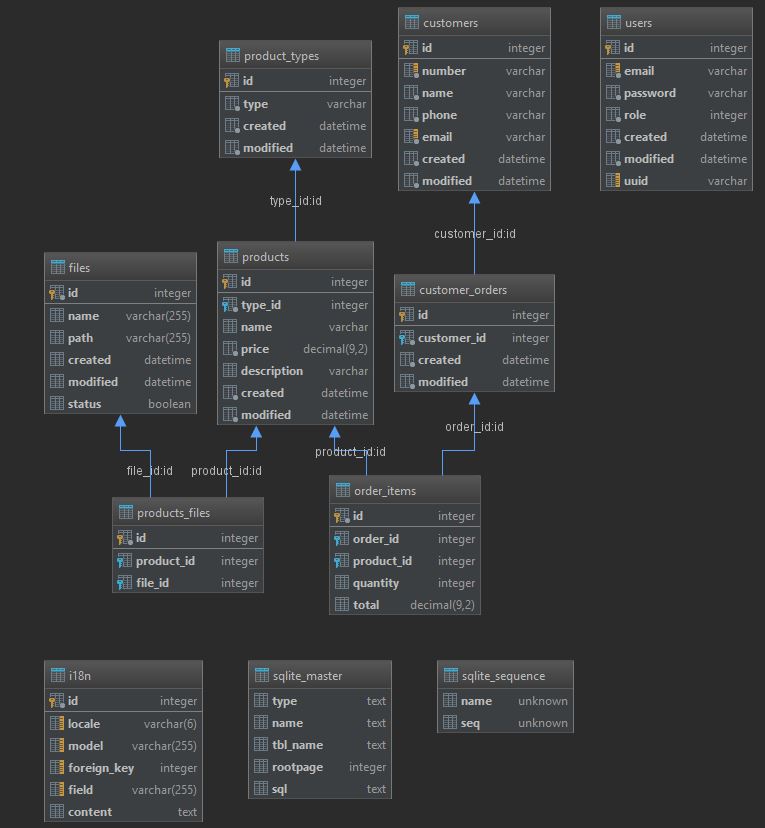 product_types
id integer
type varchar
created datetime
modified datetime
customers
id integer
number varchar
name varchar
phone varchar
email varchar
created datetime
modified datetime
users
id integer
email varchar
password varchar
role integer
created datetime
modified datetime
uuid varchar
type_id:id
customer_id:id
files
id integer
name varchar(255)
path varchar(255)
created datetime
modified datetime
status boolean
products
id integer
type_id integer
name varchar
price decimal(9,2)
description varchar
created datetime
modified datetime
customer_orders
id integer
customer_id integer
created datetime
modified datetime
file_id:id
product_id:id
product_id:id
order_id:id
products_files
id integer
product_id integer
file_id integer
order_items
id integer
order_id integer
product_id integer
quantity integer
total decimal(9,2)
i18n
id integer
locale varchar(6)
model varchar(255)
foreign_key integer
field varchar(255)
content text
sqlite_master
type text
name text
tbl_name text
rootpage integer
sql text
sqlite_sequence
name unknown
seq unknown